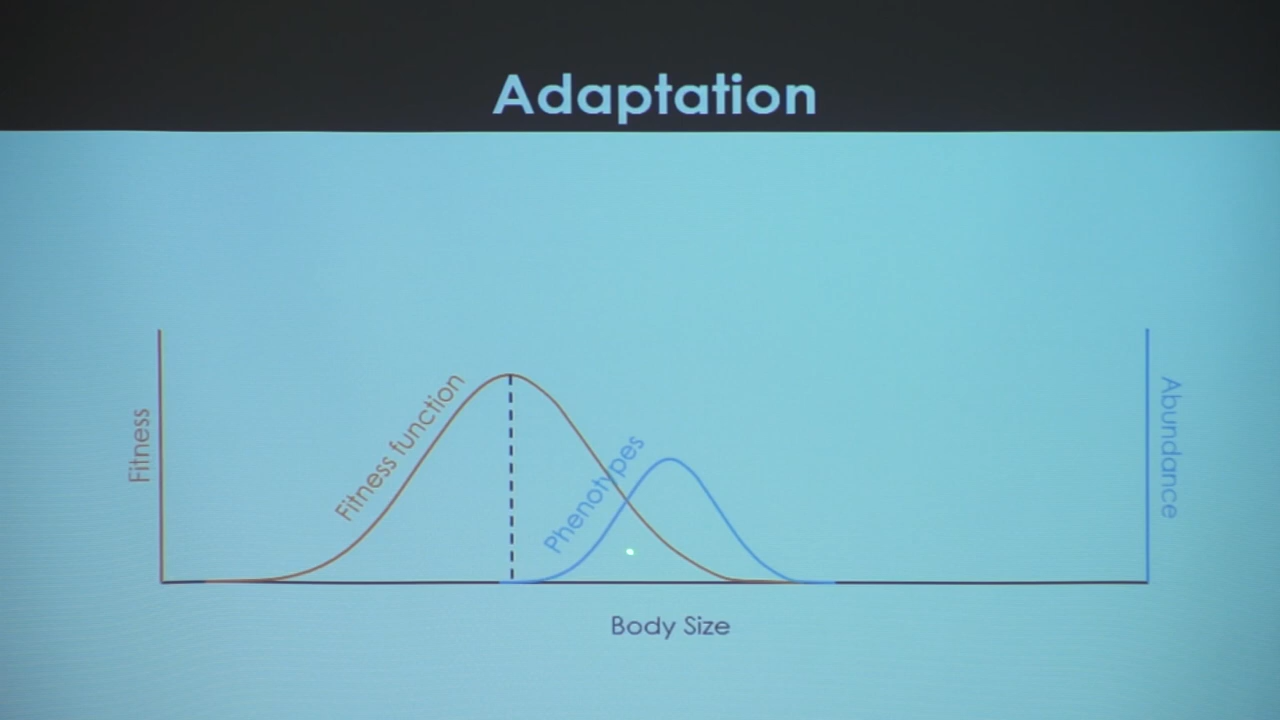 Adaptation
Fitness
Fitness function
Phenotypes
Abundance
Body Size